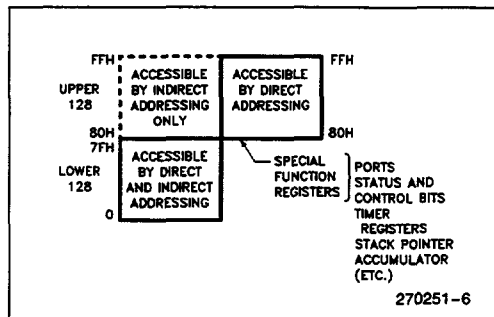 FFH
FFH
UPPER
128
ACCESSIBLE
BY INDIRECT
ADDRESSING
ONLY
ACCESSIBLE
BY DIRECT
ADDRESSING
80H
80H
7FH
LOWER
128
ACCESSIBLE
BY DIRECT
AND INDIRECT
ADDRESSING
0
SPECIAL
FUNCTION
REGISTERS
PORTS
STATUS AND
CONTROL BITS
TIMER
REGISTERS
STACK POINTER
ACCUMULATOR
(ETC.)
270251-6